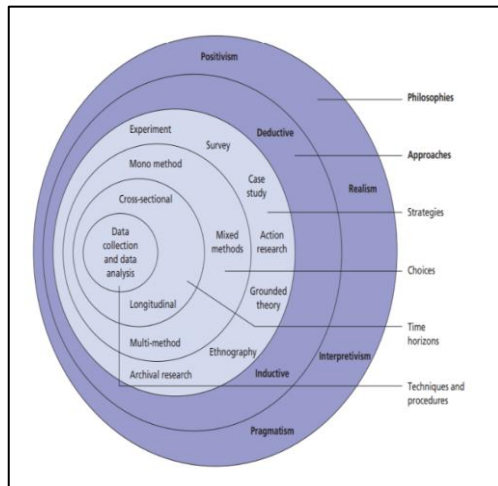 Positivism
Philosophies
Experiment
Survey
Deductive
Approaches
Mono method
Case
study
Realism
Cross-sectional
Strategies
Data
collection
and data
analysis
Mixed
methods
Action
research
Choices
Grounded
theory
Longitudinal
Time
horizons
Multi-method
Ethnography
Interpretivism
Archival research
Inductive
Techniques and
procedures
Pragmatism